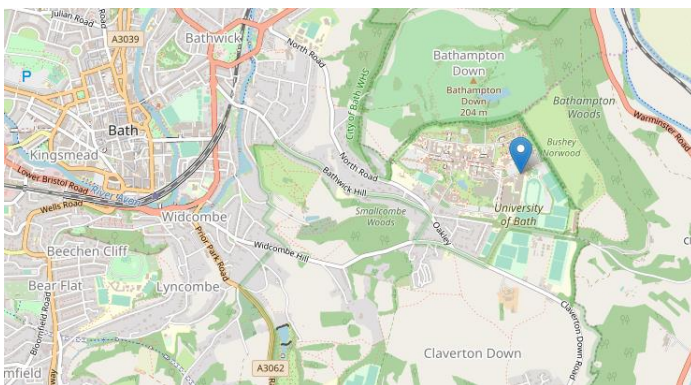 Julian Road
Road
A3039
Bathwick
North Road
P
Bath
Kingsmead
Lower Bristol Road
River Avon
Wells Road
Widcombe
Beechen Cliff
Bear Flat
Bloomfield Road
Lyncombe
Prior Park Road
Widcombe Hill
Bathwick Hill
North Road
City of Bath WHS
Smallcombe
Woods
Oakley
Bathampton
Down
Bathampton
Down
204 m
Bathampton
Woods
Bushey
Norwood
Warminster Road
University
of Bath
Claverton Down Road
Claverton Down
A3062
mfield
way